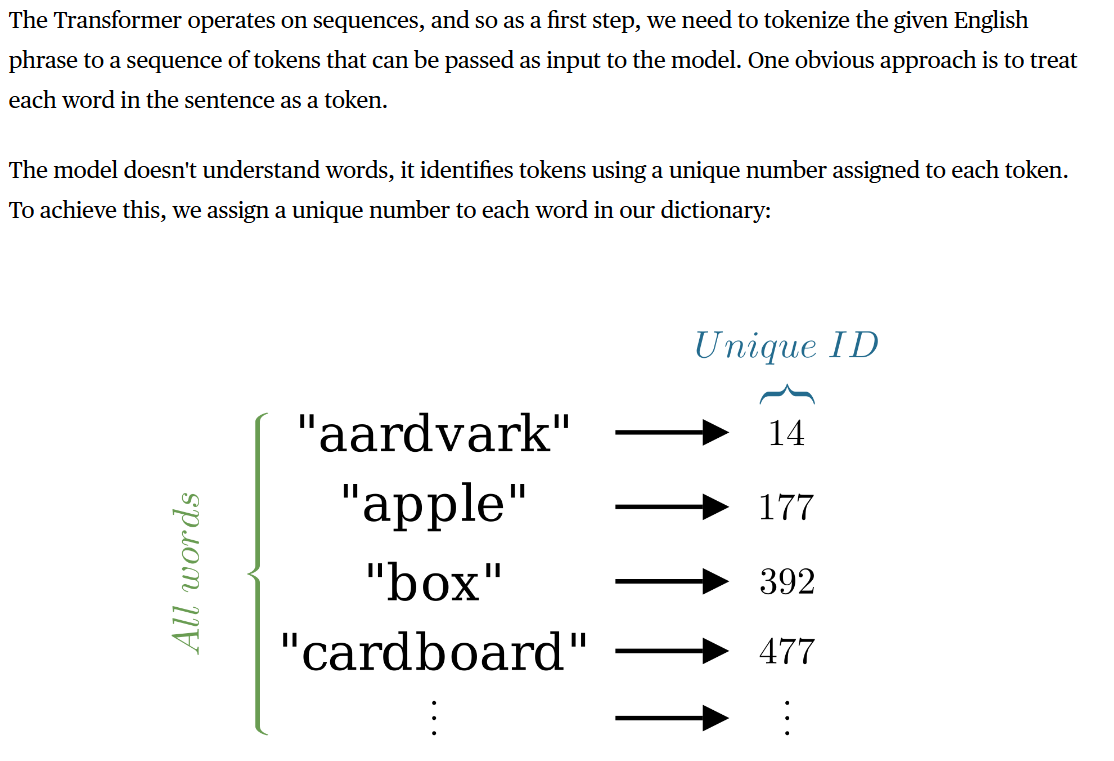 The Transformer operates on sequences, and so as a first step, we need to tokenize the given English
phrase to a sequence of tokens that can be passed as input to the model. One obvious approach is to treat
each word in the sentence as a token.
The model doesn't understand words, it identifies tokens using a unique number assigned to each token.
To achieve this, we assign a unique number to each word in our dictionary:
Unique ID
All words
"aardvark" 14
"apple" 177
"box" 392
"cardboard" 477
⋮ ⋮